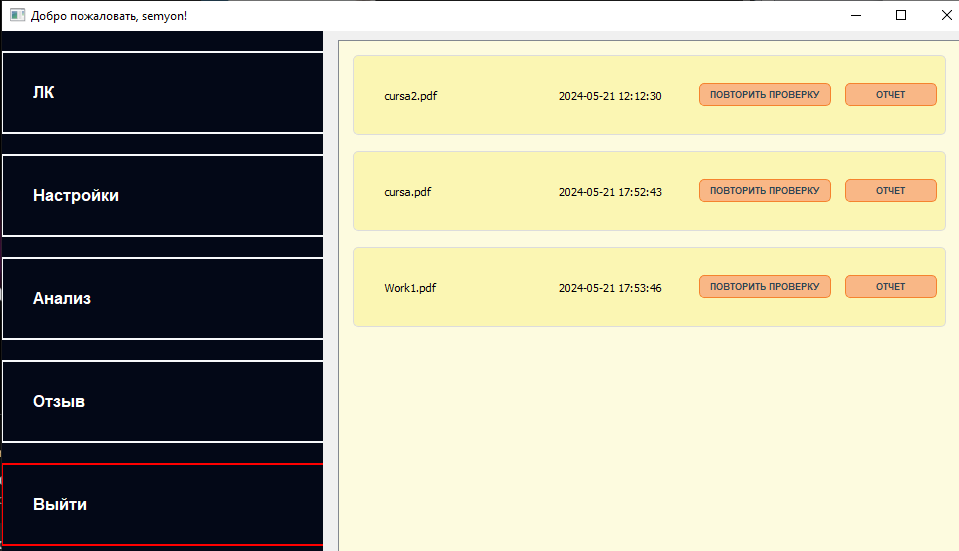 Добро пожаловать, semyon!
ЛК
Настройки
Анализ
Отзыв
Выйти
cursa2.pdf 2024-05-21 12:12:30 ПОВТОРИТЬ ПРОВЕРКУ ОТЧЕТ
cursa.pdf 2024-05-21 17:52:43 ПОВТОРИТЬ ПРОВЕРКУ ОТЧЕТ
Work1.pdf 2024-05-21 17:53:46 ПОВТОРИТЬ ПРОВЕРКУ ОТЧЕТ